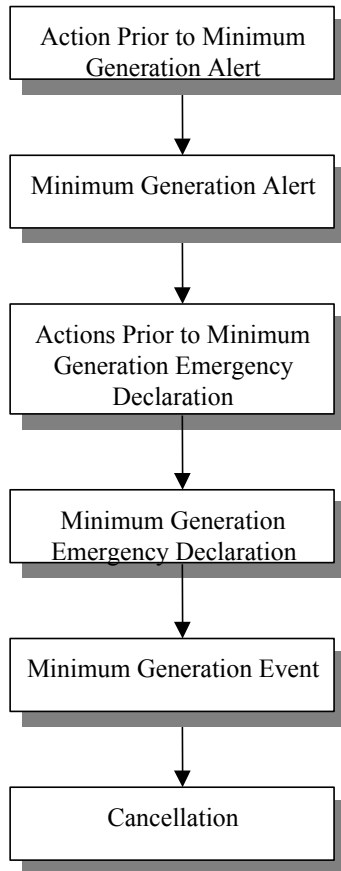 Action Prior to Minimum
Generation Alert
Minimum Generation Alert
Actions Prior to Minimum
Generation Emergency
Declaration
Minimum Generation
Emergency Declaration
Minimum Generation Event
Cancellation